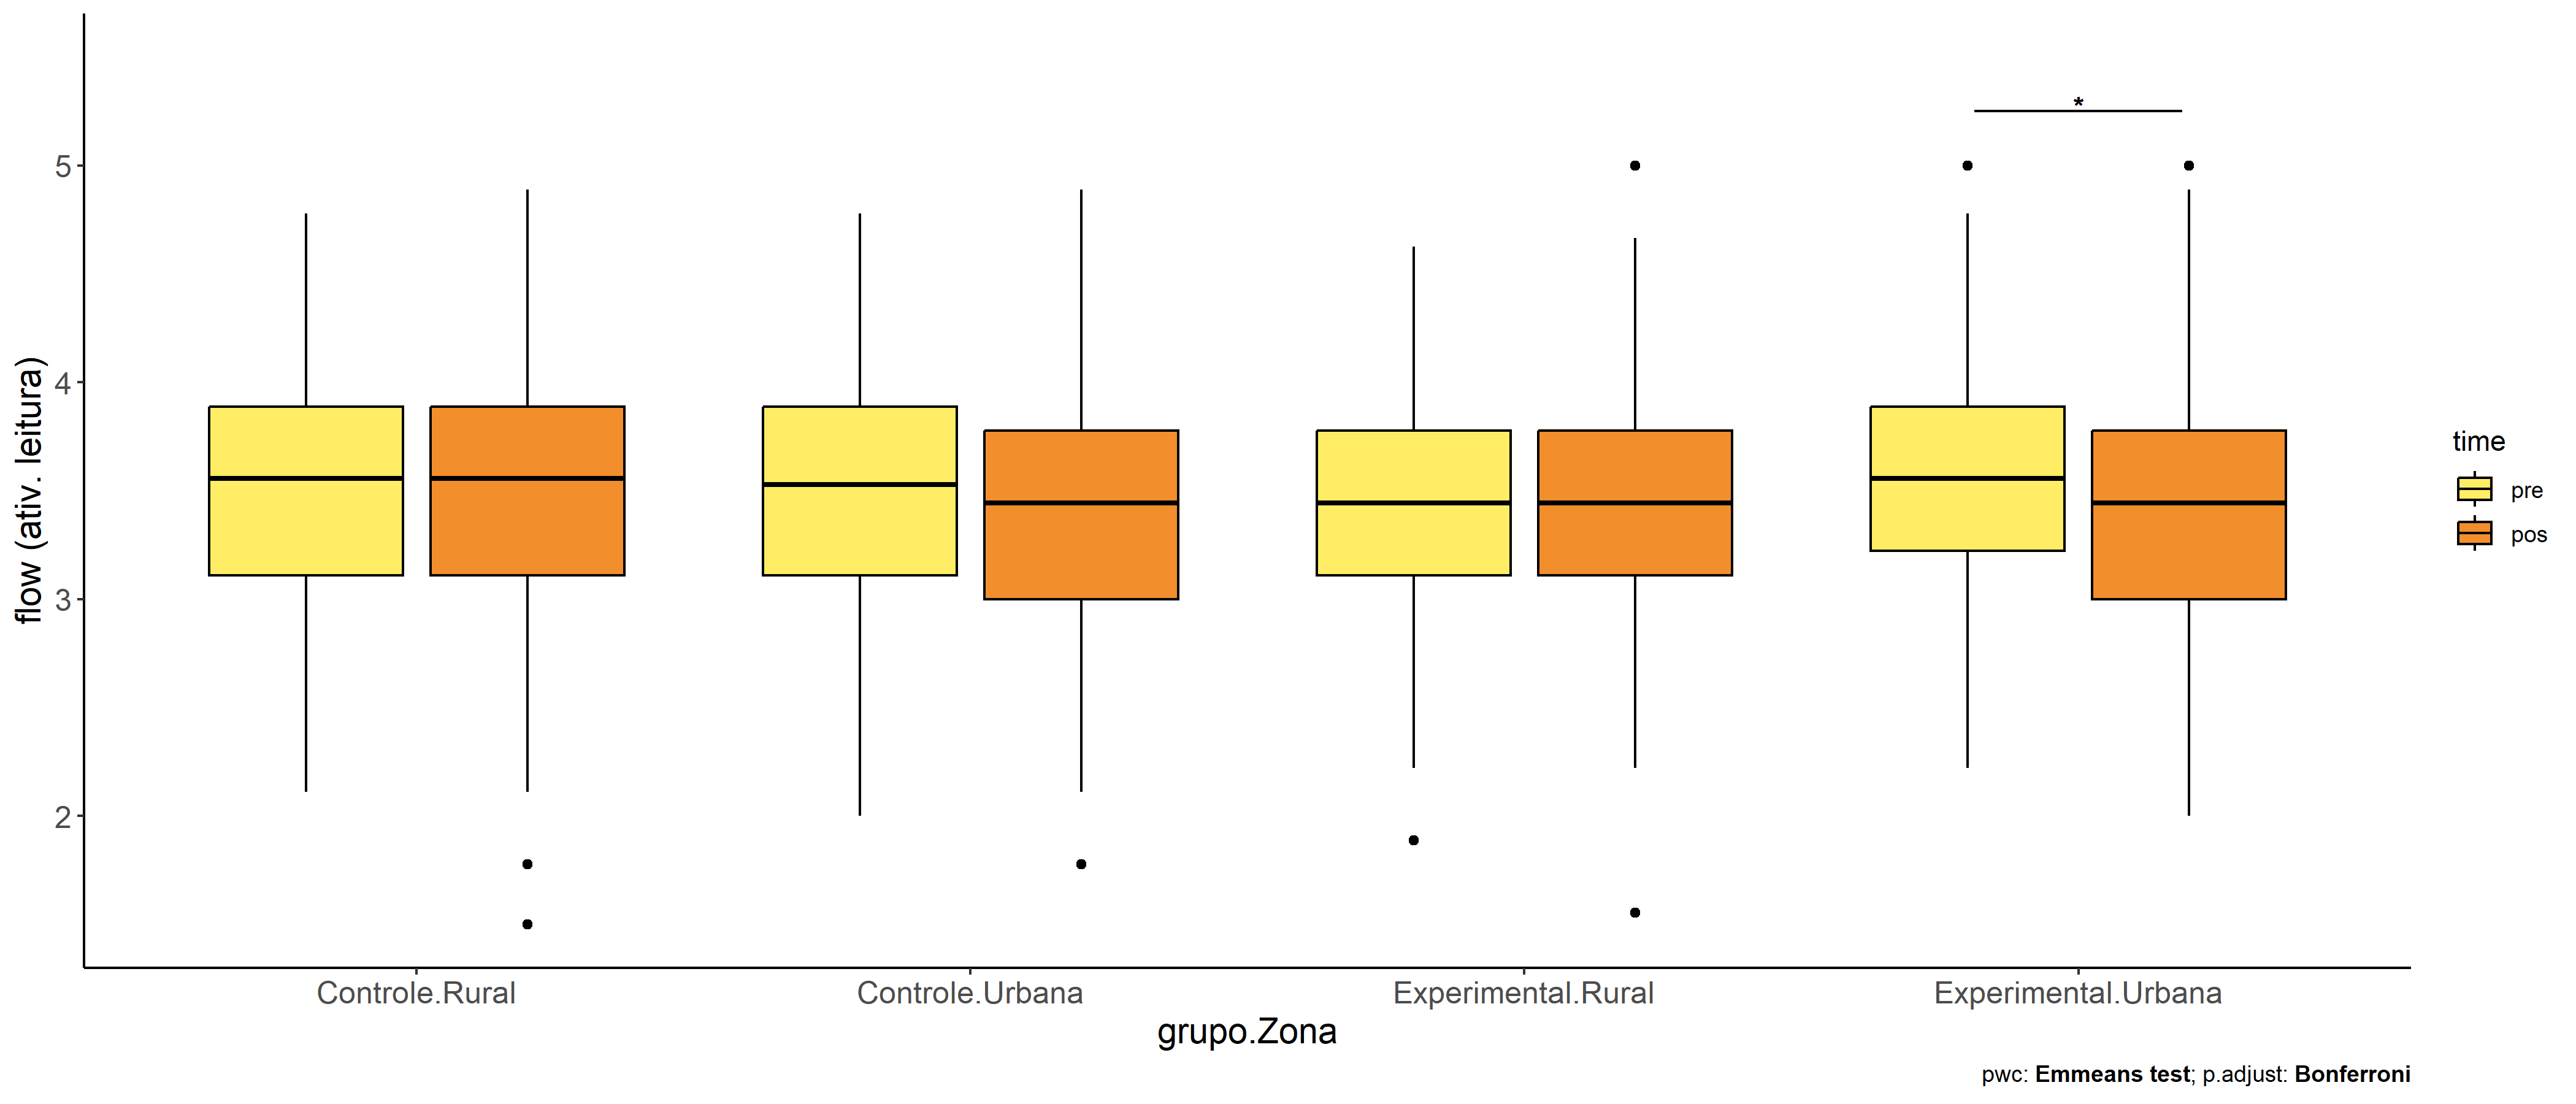 *
5
4
3
2
flow (ativ. leitura)
time
pre
pos
Controle.Rural
Controle.Urbana
Experimental.Rural
Experimental.Urbana
grupo.Zona
pwc: Emmeans test; p.adjust: Bonferroni